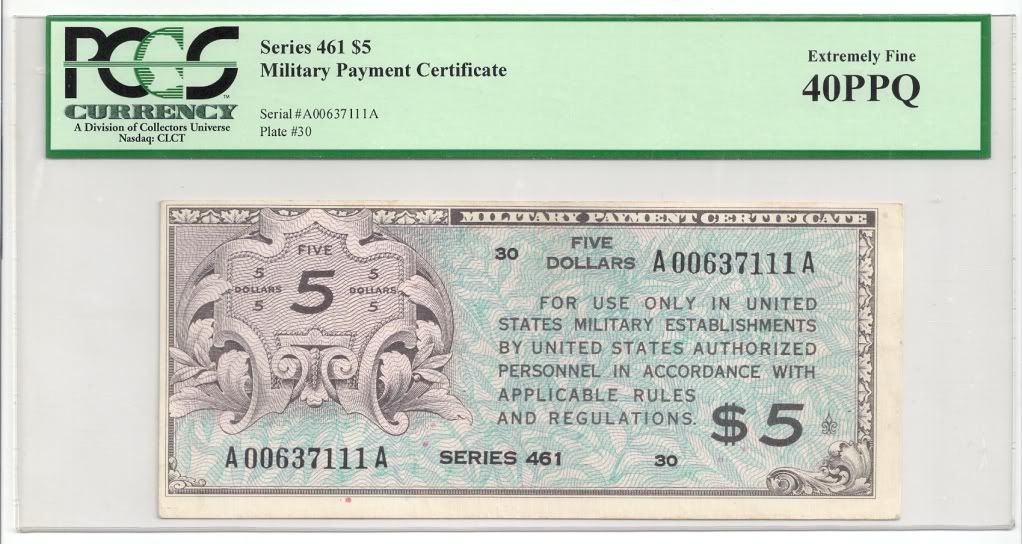 PCGS
TM
CURRENCY
A Division of Collectors Universe
Nasdaq: CLCT
Series 461 $5
Military Payment Certificate
Serial #A00637111A
Plate #30
Extremely Fine
40PPQ
MILITARY PAYMENT CERTIFICATE
FIVE
5 5
DOLLARS 5 DOLLARS
5 5
30 FIVE DOLLARS A00637111A
FOR USE ONLY IN UNITED
STATES MILITARY ESTABLISHMENTS
BY UNITED STATES AUTHORIZED
PERSONNEL IN ACCORDANCE WITH
APPLICABLE RULES
AND REGULATIONS.
$5
A00637111A SERIES 461 30